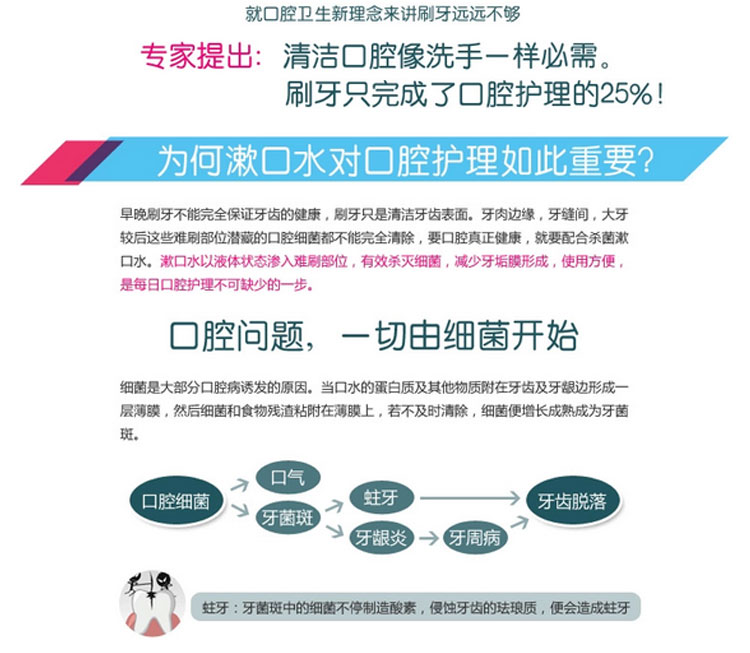 就口腔卫生新理念来讲刷牙远远不够
专家提出：清洁口腔像洗手一样必需。
刷牙只完成了口腔护理的25%！
为何漱口水对口腔护理如此重要？
早晚刷牙不能完全保证牙齿的健康，刷牙只是清洁牙齿表面。牙肉边缘，牙缝间，大牙
较后这些难刷部位潜藏的口腔细菌都不能完全清除，要口腔真正健康，就要配合杀菌漱
口水。漱口水以液体状态渗入难刷部位，有效杀灭细菌，减少牙垢膜形成，使用方便，
是每日口腔护理不可缺少的一步。
口腔问题，一切由细菌开始
细菌是大部分口腔病诱发的原因。当口水的蛋白质及其他物质附在牙齿及牙龈边形成一
层薄膜，然后细菌和食物残渣粘附在薄膜上，若不及时清除，细菌便增长成熟成为牙菌
斑。
口腔细菌
口气
牙菌斑
蛀牙
牙龈炎
牙周病
牙齿脱落
蛀牙：牙菌斑中的细菌不停制造酸素，侵蚀牙齿的珐琅质，便会造成蛀牙